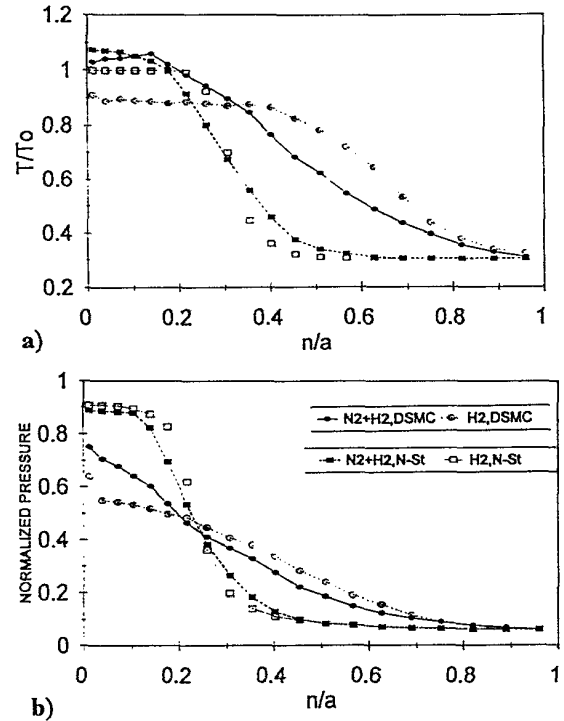 1.2
1
0.8
0.6
0.4
0.2
T/To
0 0.2 0.4 0.6 0.8 1
n/a
a)
1
0.8
0.6
0.4
0.2
0
NORMALIZED PRESSURE
N2+H2,DSMC H2,DSMC
N2+H2,N-St H2,N-St
0 0.2 0.4 0.6 0.8 1
n/a
b)